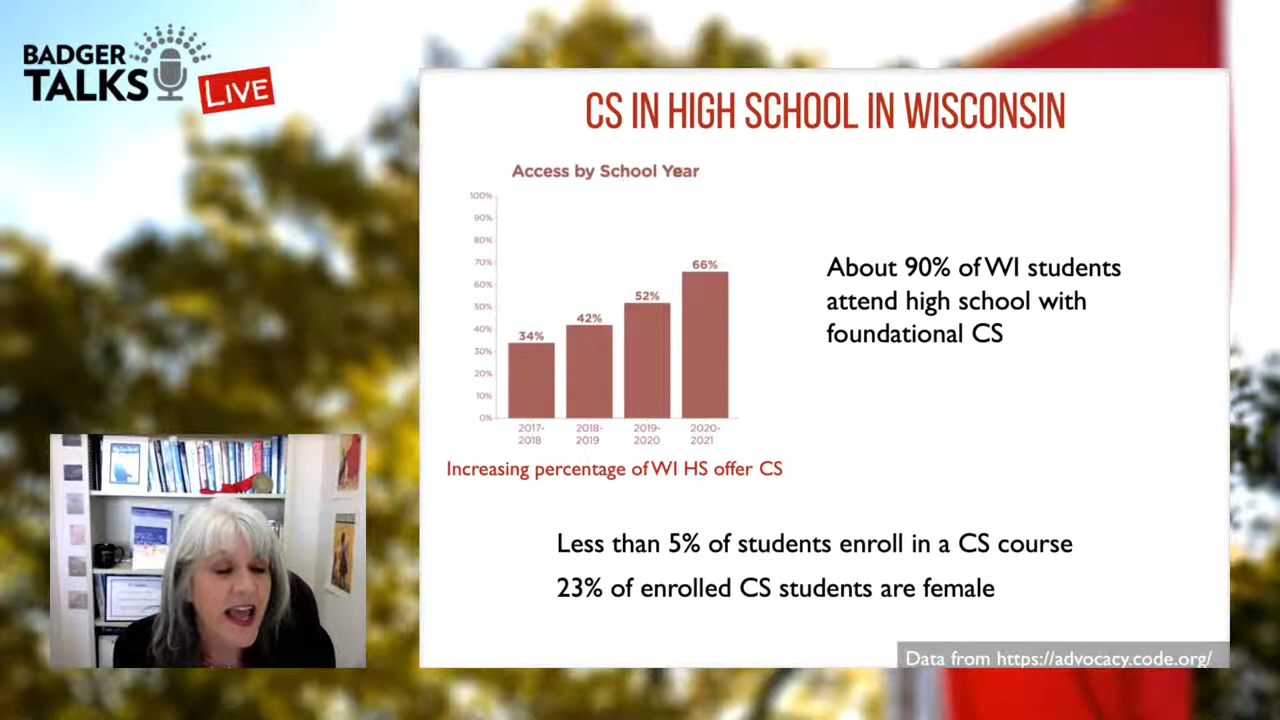 BADGER
TALKS
LIVE
CS IN HIGH SCHOOL IN WISCONSIN
Access by School Year
100%
90%
80%
70%
60%
50%
40%
30%
20%
10%
0%
34%
42%
52%
66%
2017-
2018
2018-
2019
2019-
2020
2020-
2021
Increasing percentage of WI HS offer CS
About 90% of WI students
attend high school with
foundational CS
Less than 5% of students enroll in a CS course
23% of enrolled CS students are female
Data from https://advocacy.code.org/